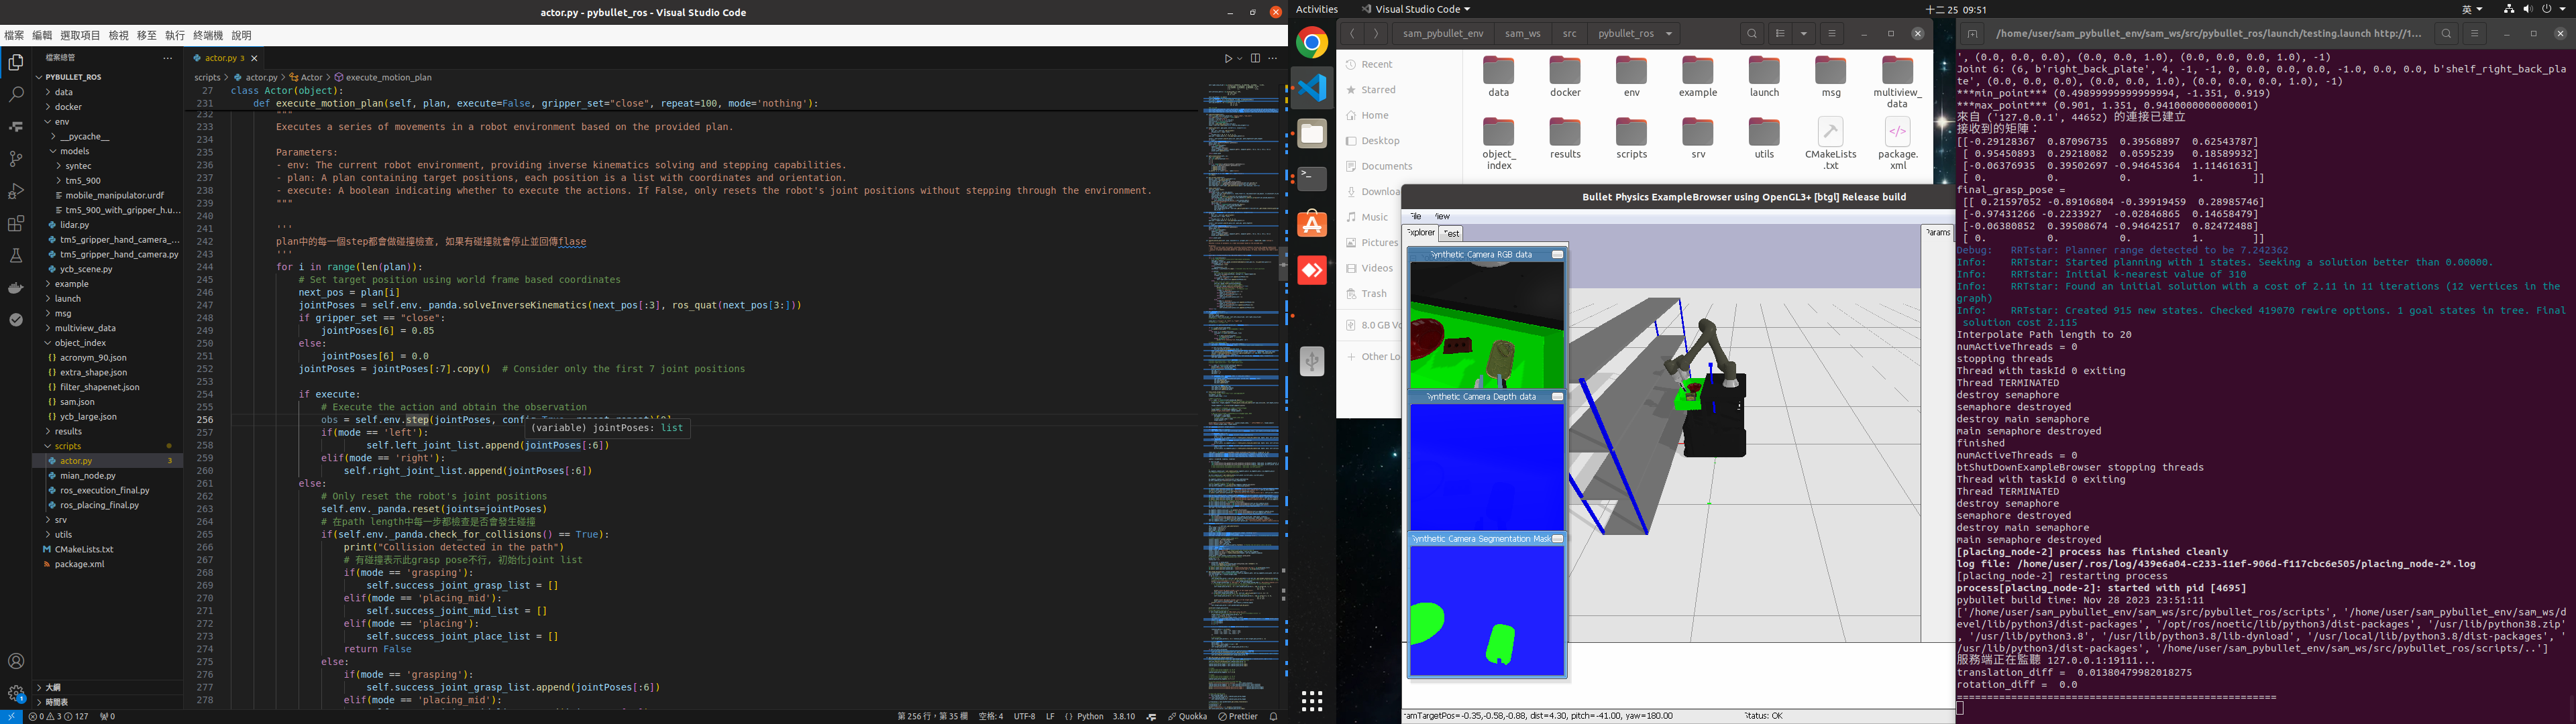 actor.py - pybullet_ros - Visual Studio Code
檔案 編輯 選取項目 檢視 移至 執行 終端機 說明
檔案總管
PYBULLET_ROS
data
docker
env
__pycache__
models
syntec
tm5_900
mobile_manipulator.urdf
tm5_900_with_gripper_h.u...
lidar.py
tm5_gripper_hand_camera_...
tm5_gripper_hand_camera.py
ycb_scene.py
example
launch
msg
multiview_data
object_index
acronym_90.json
extra_shape.json
filter_shapenet.json
sam.json
ycb_large.json
results
scripts
actor.py 3
mian_node.py
ros_execution_final.py
ros_placing_final.py
srv
utils
CMakeLists.txt
package.xml
大綱
時間表
actor.py 3
scripts > actor.py > Actor > execute_motion_plan
27 class Actor(object):
231 def execute_motion_plan(self, plan, execute=False, gripper_set="close", repeat=100, mode='nothing'):
232 """
233 Executes a series of movements in a robot environment based on the provided plan.
234
235 Parameters:
236 - env: The current robot environment, providing inverse kinematics solving and stepping capabilities.
237 - plan: A plan containing target positions, each position is a list with coordinates and orientation.
238 - execute: A boolean indicating whether to execute the actions. If False, only resets the robot's joint positions without stepping through the environment.
239 """
240
241 '''
242 plan中的每一個step都會做碰撞檢查, 如果有碰撞就會停止並回傳flase
243 '''
244 for i in range(len(plan)):
245 # Set target position using world frame based coordinates
246 next_pos = plan[i]
247 jointPoses = self.env._panda.solveInverseKinematics(next_pos[:3], ros_quat(next_pos[3:]))
248 if gripper_set == "close":
249 jointPoses[6] = 0.85
250 else:
251 jointPoses[6] = 0.0
252 jointPoses = jointPoses[:7].copy() # Consider only the first 7 joint positions
253
254 if execute:
255 # Execute the action and obtain the observation
256 obs = self.env.step(jointPoses,
(variable) jointPoses: list
257 if(mode == 'left'):
258 self.left_joint_list.append(jointPoses[:6])
259 elif(mode == 'right'):
260 self.right_joint_list.append(jointPoses[:6])
261 else:
262 # Only reset the robot's joint positions
263 self.env._panda.reset(joints=jointPoses)
264 # 在path length中每一步都檢查是否會發生碰撞
265 if(self.env._panda.check_for_collisions() == True):
266 print("Collision detected in the path")
267 # 有碰撞表示此grasp pose不行, 初始化joint list
268 if(mode == 'grasping'):
269 self.success_joint_grasp_list = []
270 elif(mode == 'placing_mid'):
271 self.success_joint_mid_list = []
272 elif(mode == 'placing'):
273 self.success_joint_place_list = []
274 return False
275 else:
276 if(mode == 'grasping'):
277 self.success_joint_grasp_list.append(jointPoses[:6])
278 elif(mode == 'placing_mid'):
0 3 127 0
第 256 行，第 35 欄 空格: 4 UTF-8 LF Python 3.8.10 Quokka Prettier
Activities Visual Studio Code 十二 25 09:51 英
sam_pybullet_env sam_ws src pybullet_ros
Recent
Starred
Home
Desktop
Documents
Music
Pictures
Videos
Trash
8.0 GB
data docker env example launch msg multiview_data
object_index results scripts srv utils CMakeLists.txt package.xml
Bullet Physics ExampleBrowser using OpenGL3+ [btgl] Release build
Synthetic Camera RGB data
Synthetic Camera Depth data
Synthetic Camera Segmentation Mask
amTargetPos=-0.35,-0.58,-0.88, dist=4.30, pitch=-41.00, yaw=180.00
Status: OK
/home/user/sam_pybullet_env/sam_ws/src/pybullet_ros/launch/testing.launch http://1...
', (0.0, 0.0, 0.0), (0.0, 0.0, 0.0, 1.0), -1)
Joint 6: (6, b'right_back_plate', 4, -1, -1, 0, 0.0, 0.0, 0.0, -1.0, 0.0, 0.0, b'shelf_right_back_pla
te', (0.0, 0.0, 0.0), (0.0, 0.0, 1.0), (0.0, 0.0, 0.0, 1.0), -1)
***min_point*** (0.49899999999999994, -1.351, 0.919)
***max_point*** (0.901, 1.351, 0.9410000000000001)
來自 ('127.0.0.1', 44652) 的連接已建立
接收到的矩陣：
[[-0.29128367 0.87096735 0.39568897 0.62543787]
[ 0.95450893 0.29218082 0.0595239 0.18589932]
[-0.06376935 0.39502697 -0.94645364 1.11461631]
[ 0. 0. 0. 1. ]]
final_grasp_pose =
[[ 0.21597052 -0.89106804 -0.39919459 0.28985746]
[-0.97431266 -0.2233927 -0.02846865 0.14658479]
[-0.06380852 0.39508674 -0.94642517 0.82472488]
[ 0. 0. 0. 1. ]]
Debug: RRTstar: Planner range detected to be 7.242362
Info: RRTstar: Started planning with 1 states. Seeking a solution better than 0.00000.
Info: RRTstar: Initial k-nearest value of 310
Info: RRTstar: Found an initial solution with a cost of 2.11 in 11 iterations (12 vertices in the
graph)
Info: RRTstar: Created 915 new states. Checked 419070 rewire options. 1 goal states in tree. Final
solution cost 2.115
Interpolate Path length to 20
numActiveThreads = 0
stopping threads
Thread with taskId 0 exiting
Thread TERMINATED
destroy semaphore
semaphore destroyed
destroy main semaphore
main semaphore destroyed
finished
numActiveThreads = 0
btShutDownExampleBrowser stopping threads
Thread with taskId 0 exiting
Thread TERMINATED
destroy semaphore
semaphore destroyed
destroy main semaphore
main semaphore destroyed
[placing_node-2] process has finished cleanly
log file: /home/user/.ros/log/439e6a04-c233-11ef-906d-f117cbc6e505/placing_node-2*.log
[placing_node-2] restarting process
process[placing_node-2]: started with pid [4695]
pybullet build time: Nov 28 2023 23:51:11
['/home/user/sam_pybullet_env/sam_ws/src/pybullet_ros/scripts', '/home/user/sam_pybullet_env/sam_ws/d
evel/lib/python3/dist-packages', '/opt/ros/noetic/lib/python3/dist-packages', '/usr/lib/python38.zip'
, '/usr/lib/python3.8', '/usr/lib/python3.8/lib-dynload', '/usr/local/lib/python3.8/dist-packages', '
/usr/lib/python3/dist-packages', '/home/user/sam_pybullet_env/sam_ws/src/pybullet_ros/scripts/..']
服務端正在監聽 127.0.0.1:19111...
translation_diff = 0.01380479982018275
rotation_diff = 0.0